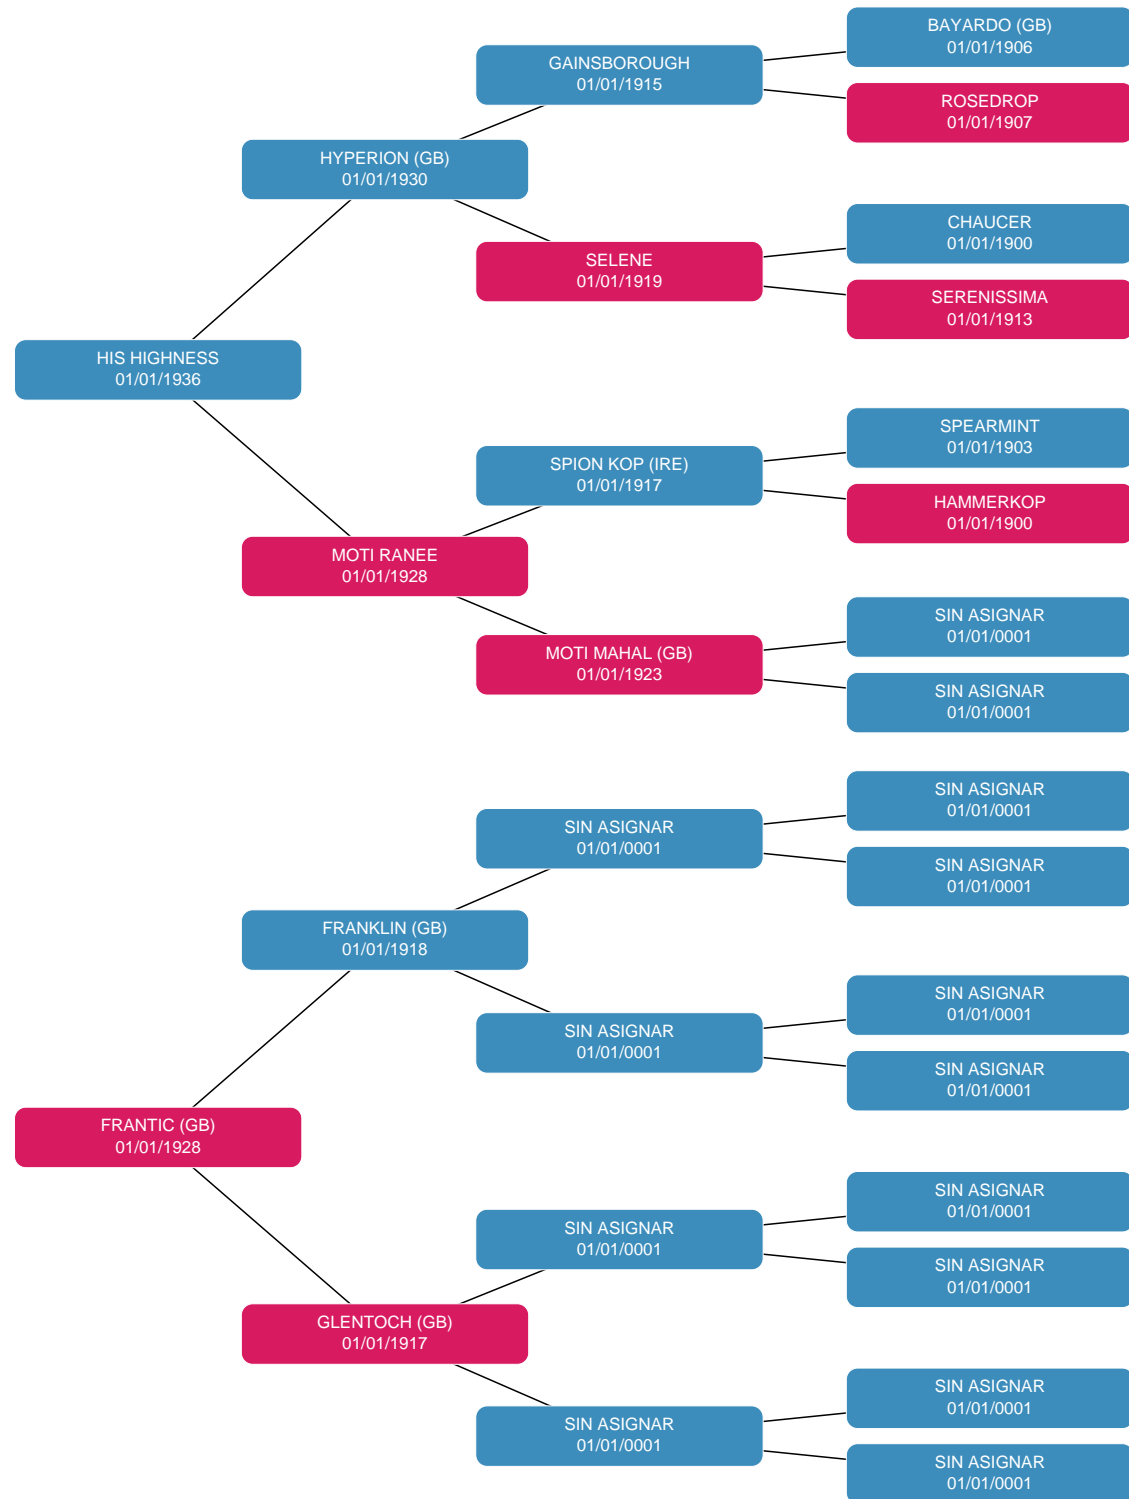 BAYARDO (GB)
01/01/1906
GAINSBOROUGH
01/01/1915
ROSEDROP
01/01/1907
HYPERION (GB)
01/01/1930
CHAUCER
01/01/1900
SELENE
01/01/1919
SERENISSIMA
01/01/1913
HIS HIGHNESS
01/01/1936
SPEARMINT
01/01/1903
SPION KOP (IRE)
01/01/1917
HAMMERKOP
01/01/1900
MOTI RANEE
01/01/1928
SIN ASIGNAR
01/01/0001
MOTI MAHAL (GB)
01/01/1923
SIN ASIGNAR
01/01/0001
SIN ASIGNAR
01/01/0001
SIN ASIGNAR
01/01/0001
SIN ASIGNAR
01/01/0001
FRANKLIN (GB)
01/01/1918
SIN ASIGNAR
01/01/0001
SIN ASIGNAR
01/01/0001
SIN ASIGNAR
01/01/0001
FRANTIC (GB)
01/01/1928
SIN ASIGNAR
01/01/0001
SIN ASIGNAR
01/01/0001
SIN ASIGNAR
01/01/0001
GLENTOCH (GB)
01/01/1917
SIN ASIGNAR
01/01/0001
SIN ASIGNAR
01/01/0001
SIN ASIGNAR
01/01/0001